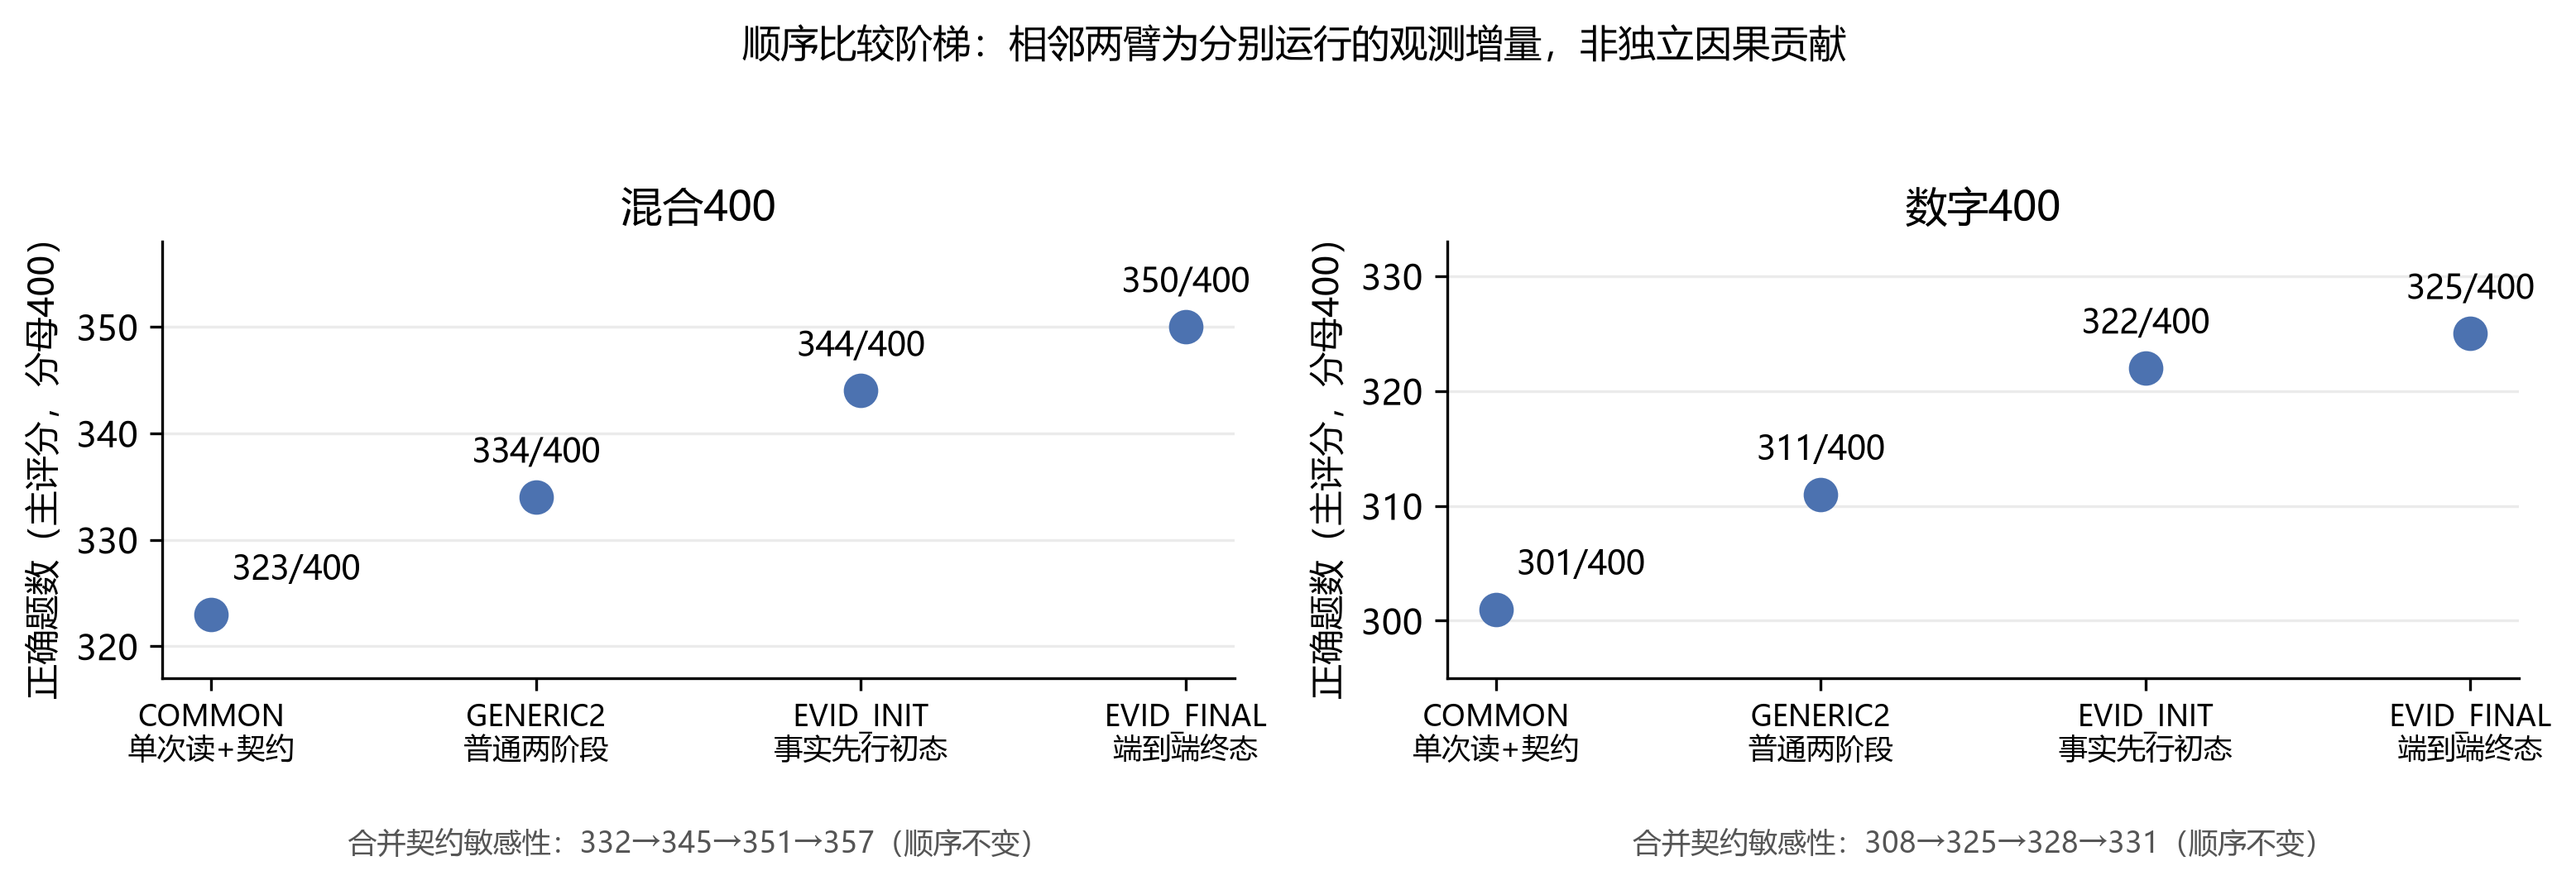 顺序比较阶梯：相邻两臂为分别运行的观测增量，非独立因果贡献
混合400
正确题数（主评分，分母400）
350
340
330
320
323/400
334/400
344/400
350/400
COMMON
单次读+契约
GENERIC2
普通两阶段
EVID_INIT
事实先行初态
EVID_FINAL
端到端终态
合并契约敏感性：332→345→351→357（顺序不变）
数字400
正确题数（主评分，分母400）
330
320
310
300
301/400
311/400
322/400
325/400
COMMON
单次读+契约
GENERIC2
普通两阶段
EVID_INIT
事实先行初态
EVID_FINAL
端到端终态
合并契约敏感性：308→325→328→331（顺序不变）